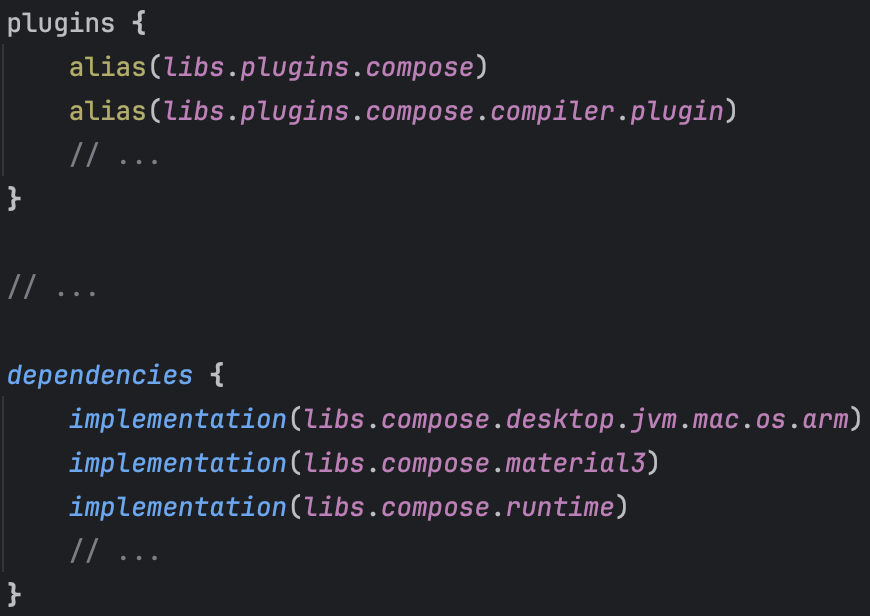 plugins {
    alias(libs.plugins.compose)
    alias(libs.plugins.compose.compiler.plugin)
    // ...
}
// ...
dependencies {
    implementation(libs.compose.desktop.jvm.mac.os.arm)
    implementation(libs.compose.material3)
    implementation(libs.compose.runtime)
    // ...
}